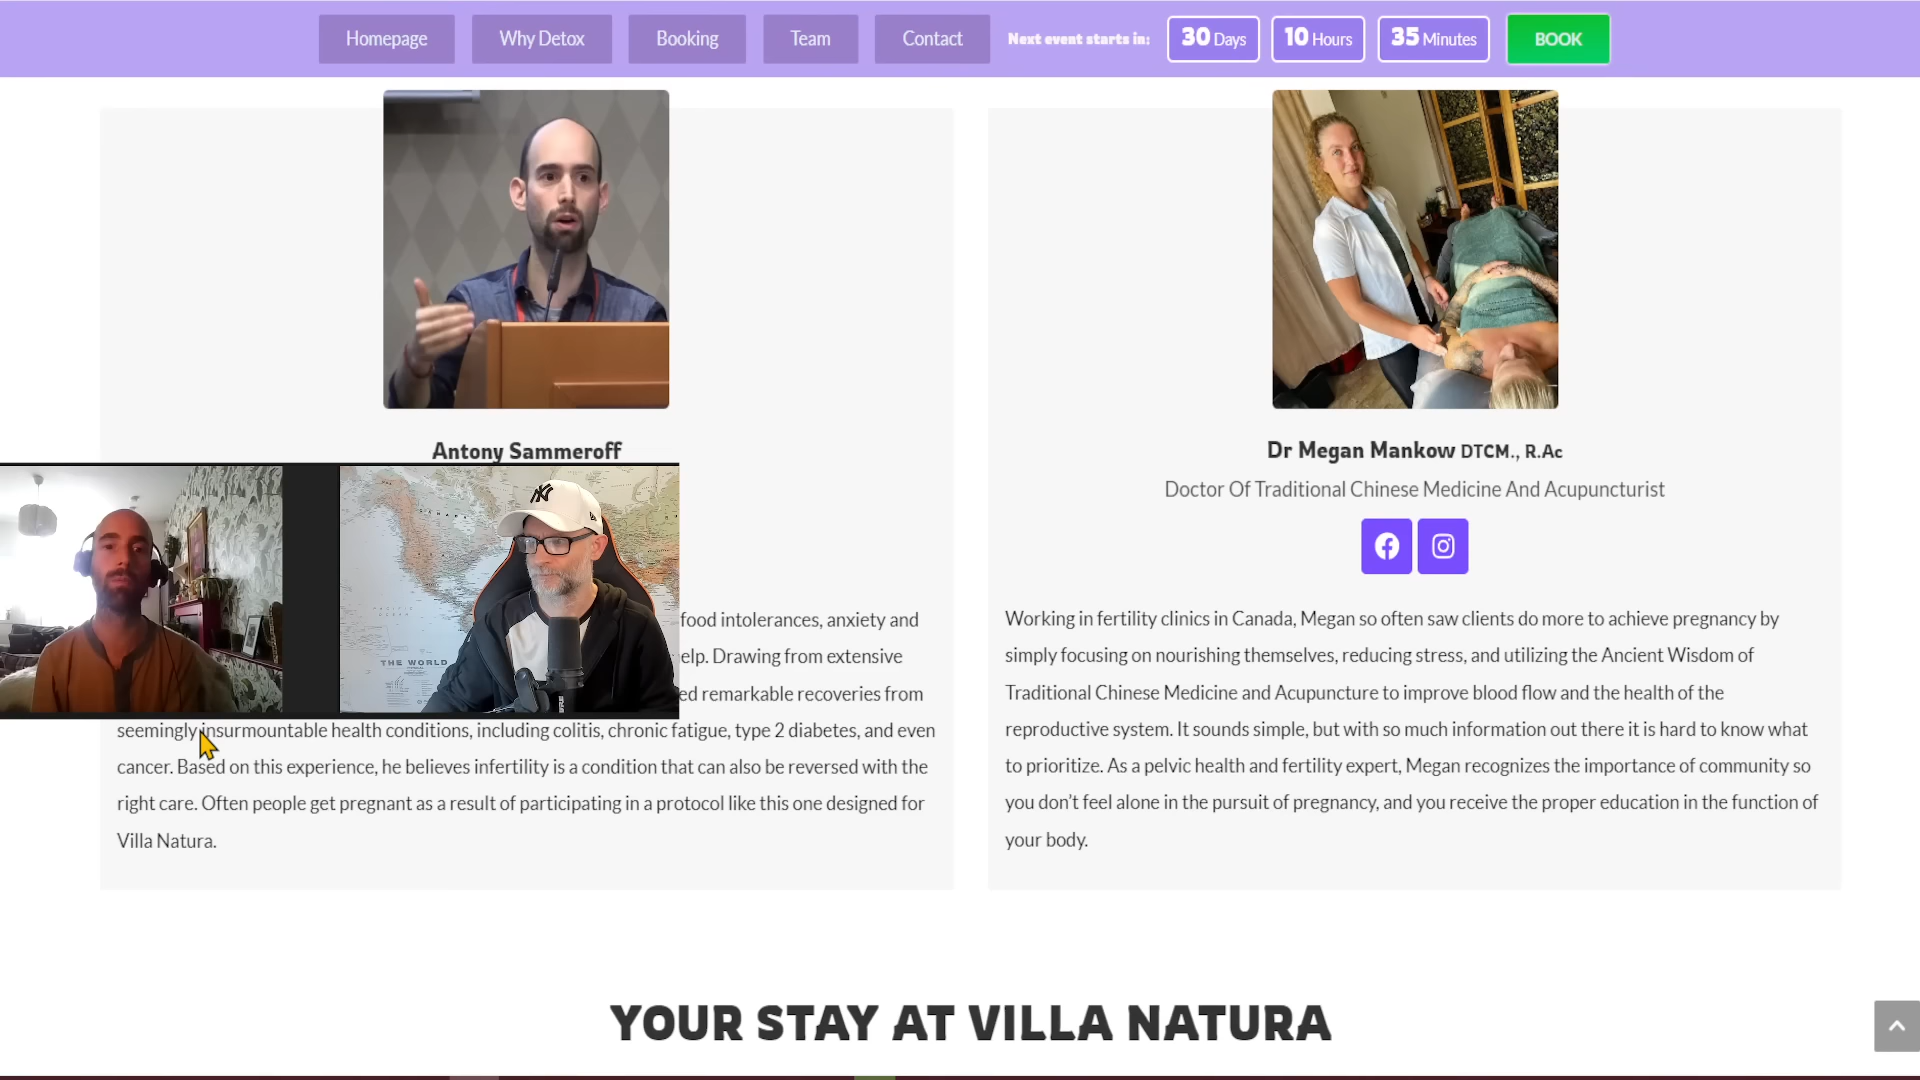 Homepage
Why Detox
Booking
Team
Contact
Next event starts in:
30 Days
10 Hours
35 Minutes
BOOK
Antony Sammeroff
food intolerances, anxiety and
elp. Drawing from extensive
ed remarkable recoveries from
seemingly insurmountable health conditions, including colitis, chronic fatigue, type 2 diabetes, and even
cancer. Based on this experience, he believes infertility is a condition that can also be reversed with the
right care. Often people get pregnant as a result of participating in a protocol like this one designed for
Villa Natura.
THE WORLD
Dr Megan Mankow DTCM., R.Ac
Doctor Of Traditional Chinese Medicine And Acupuncturist
Working in fertility clinics in Canada, Megan so often saw clients do more to achieve pregnancy by
simply focusing on nourishing themselves, reducing stress, and utilizing the Ancient Wisdom of
Traditional Chinese Medicine and Acupuncture to improve blood flow and the health of the
reproductive system. It sounds simple, but with so much information out there it is hard to know what
to prioritize. As a pelvic health and fertility expert, Megan recognizes the importance of community so
you don't feel alone in the pursuit of pregnancy, and you receive the proper education in the function of
your body.
YOUR STAY AT VILLA NATURA